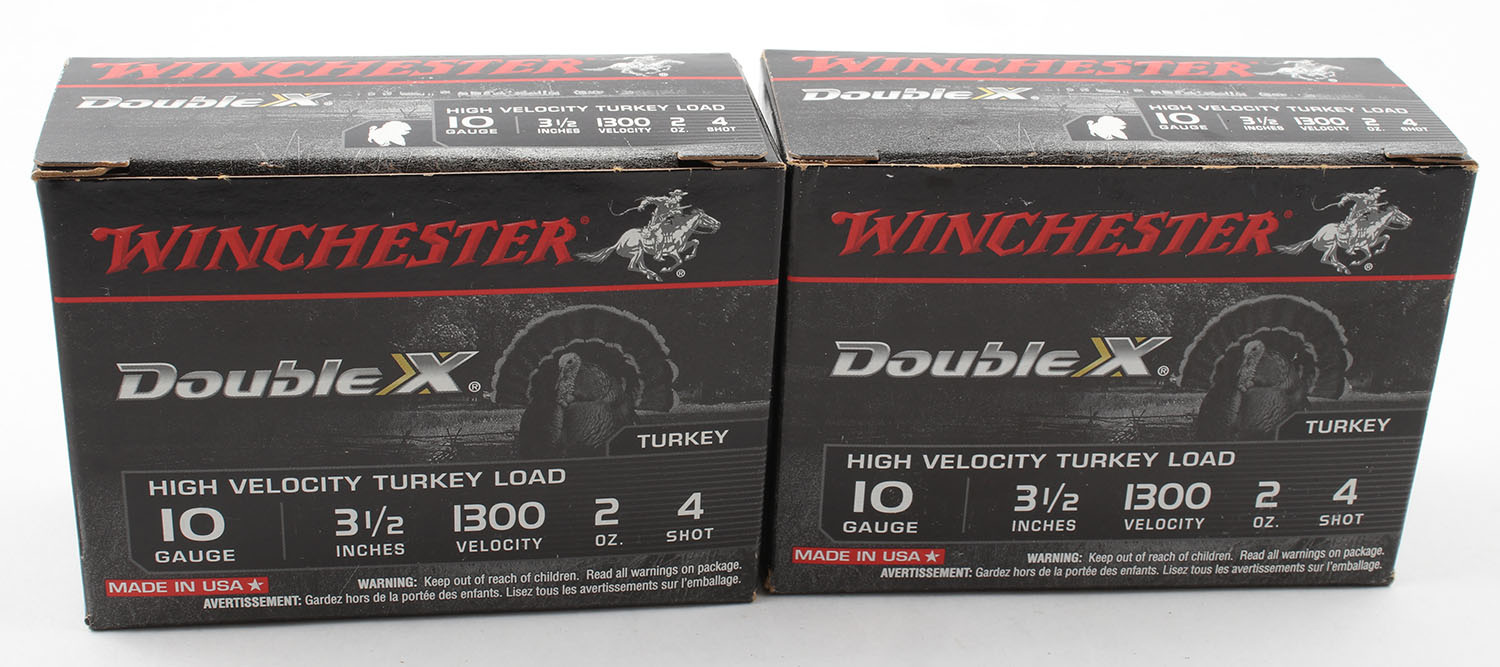 WINCHESTER
Double X®
HIGH VELOCITY TURKEY LOAD
10 3 1/2 1300 2 4
GAUGE INCHES VELOCITY OZ. SHOT
WINCHESTER®
®
Double X®
TURKEY
HIGH VELOCITY TURKEY LOAD
10 3 1/2 1300 2 4
GAUGE INCHES VELOCITY OZ. SHOT
MADE IN USA
WARNING: Keep out of reach of children. Read all warnings on package.
AVERTISSEMENT: Gardez hors de la portée des enfants. Lisez tous les avertissements sur l'emballage.
WINCHESTER
Double X®
HIGH VELOCITY TURKEY LOAD
10 3 1/2 1300 2 4
GAUGE INCHES VELOCITY OZ. SHOT
WINCHESTER®
®
Double X®
TURKEY
HIGH VELOCITY TURKEY LOAD
10 3 1/2 1300 2 4
GAUGE INCHES VELOCITY OZ. SHOT
MADE IN USA
WARNING: Keep out of reach of children. Read all warnings on package.
AVERTISSEMENT: Gardez hors de la portée des enfants. Lisez tous les avertissements sur l'emballage.